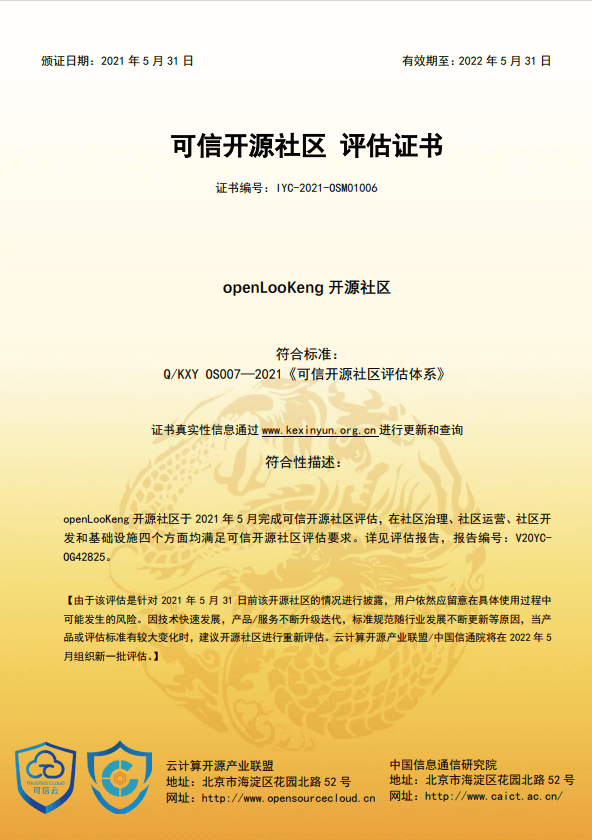 颁证日期：2021 年 5 月 31 日
有效期至：2022 年 5 月 31 日
可信开源社区 评估证书
证书编号：IYC-2021-OSM01006
openLooKeng 开源社区
符合标准：
Q/KXY OS007—2021《可信开源社区评估体系》
证书真实性信息通过 www.kexinyun.org.cn 进行更新和查询
符合性描述：
openLooKeng 开源社区于 2021 年 5 月完成可信开源社区评估，在社区治理、社区运营、社区开
发和基础设施四个方面均满足可信开源社区评估要求。详见评估报告，报告编号：V20YC-
0G42825。
【由于该评估是针对 2021 年 5 月 31 日前该开源社区的情况进行披露，用户依然应留意在具体使用过程中
可能发生的风险。因技术快速发展，产品/服务不断升级迭代，标准规范随行业发展不断更新等原因，当产
品或评估标准有较大变化时，建议开源社区进行重新评估。云计算开源产业联盟/中国信通院将在 2022 年 5
月组织新一批评估。】
TRUSTED CLOUD
可信云
云计算开源产业联盟
地址：北京市海淀区花园北路 52 号
网址：http://www.opensourcecloud.cn
中国信息通信研究院
地址：北京市海淀区花园北路 52 号
网址：http://www.caict.ac.cn/